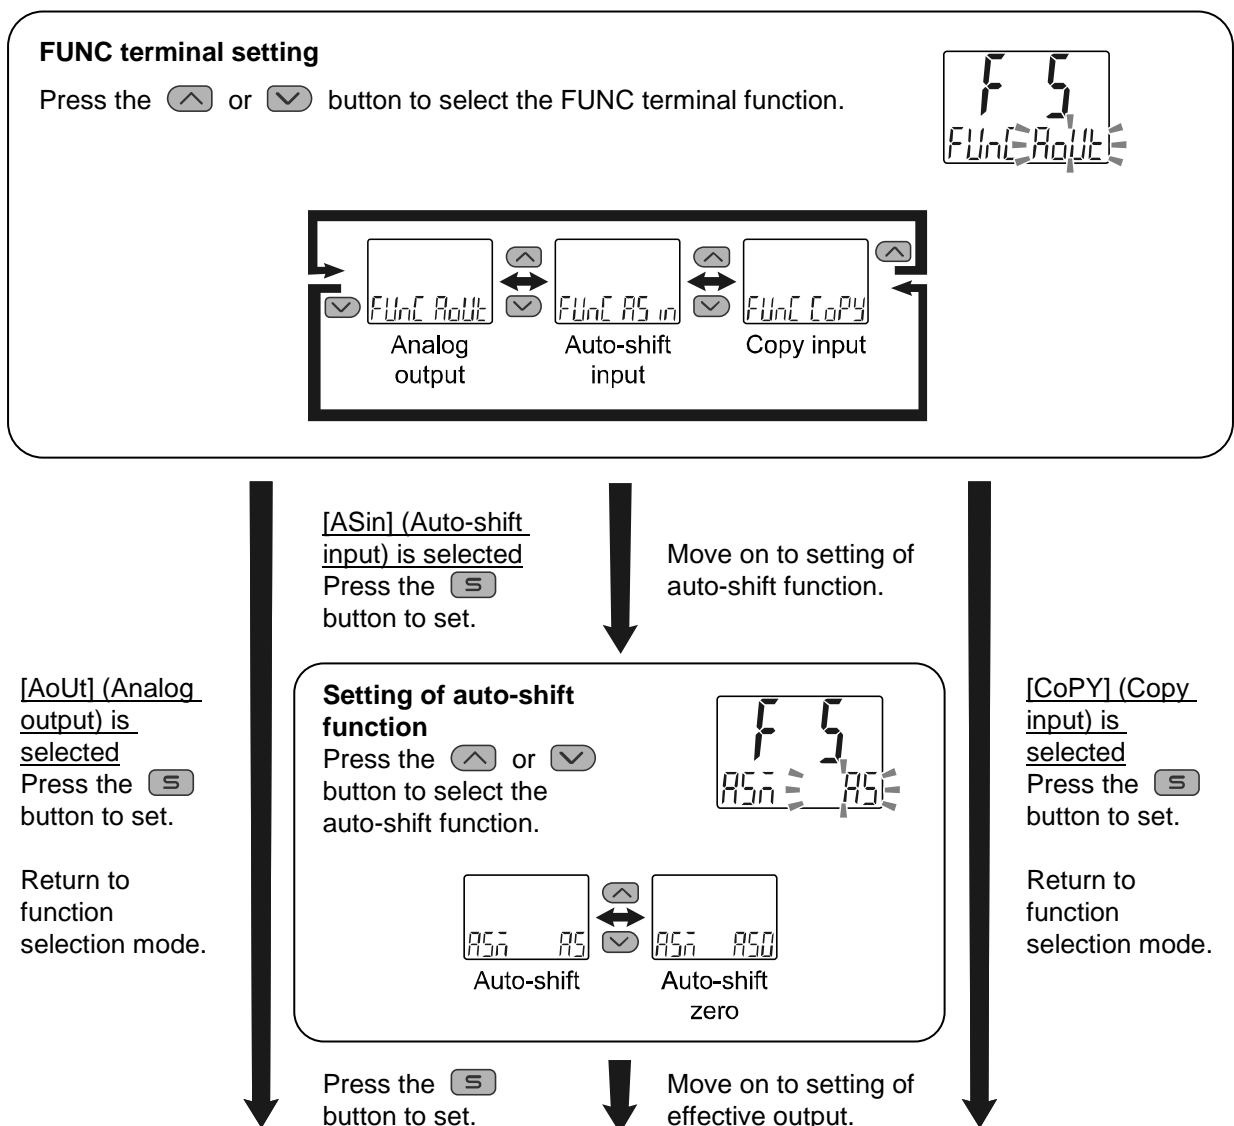 FUNC terminal setting
Press the or button to select the FUNC terminal function.
F 5
FUnC AoUt
FUnC AoUt
FUnC ASin
FUnC CoPY
Analog
output
Auto-shift
input
Copy input
[ASin] (Auto-shift
input) is selected
Press the S
button to set.
Move on to setting of
auto-shift function.
[AoUt] (Analog
output) is
selected
Press the S
button to set.
Return to
function
selection mode.
Setting of auto-shift
function
Press the or
button to select the
auto-shift function.
F 5
ASm AS
ASm AS
ASm AS0
Auto-shift
Auto-shift
zero
[CoPY] (Copy
input) is
selected
Press the S
button to set.
Return to
function
selection mode.
Press the S
button to set.
Move on to setting of
effective output.